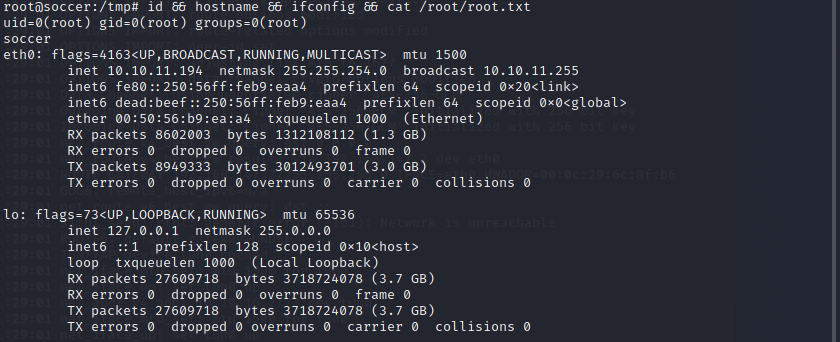 root@soccer:/tmp# id && hostname && ifconfig && cat /root/root.txt
uid=0(root) gid=0(root) groups=0(root)
soccer
eth0: flags=4163<UP,BROADCAST,RUNNING,MULTICAST>  mtu 1500
        inet 10.10.11.194  netmask 255.255.254.0  broadcast 10.10.11.255
        inet6 fe80::250:56ff:feb9:eaa4  prefixlen 64  scopeid 0×20<link>
        inet6 dead:beef::250:56ff:feb9:eaa4  prefixlen 64  scopeid 0×0<global>
        ether 00:50:56:b9:ea:a4  txqueuelen 1000  (Ethernet)
        RX packets 8602003  bytes 1312108112 (1.3 GB)
        RX errors 0  dropped 0  overruns 0  frame 0
        TX packets 8949333  bytes 3012493701 (3.0 GB)
        TX errors 0  dropped 0 overruns 0  carrier 0  collisions 0

lo: flags=73<UP,LOOPBACK,RUNNING>  mtu 65536
        inet 127.0.0.1  netmask 255.0.0.0
        inet6 ::1  prefixlen 128  scopeid 0×10<host>
        loop  txqueuelen 1000  (Local Loopback)
        RX packets 27609718  bytes 3718724078 (3.7 GB)
        RX errors 0  dropped 0  overruns 0  frame 0
        TX packets 27609718  bytes 3718724078 (3.7 GB)
        TX errors 0  dropped 0 overruns 0  carrier 0  collisions 0